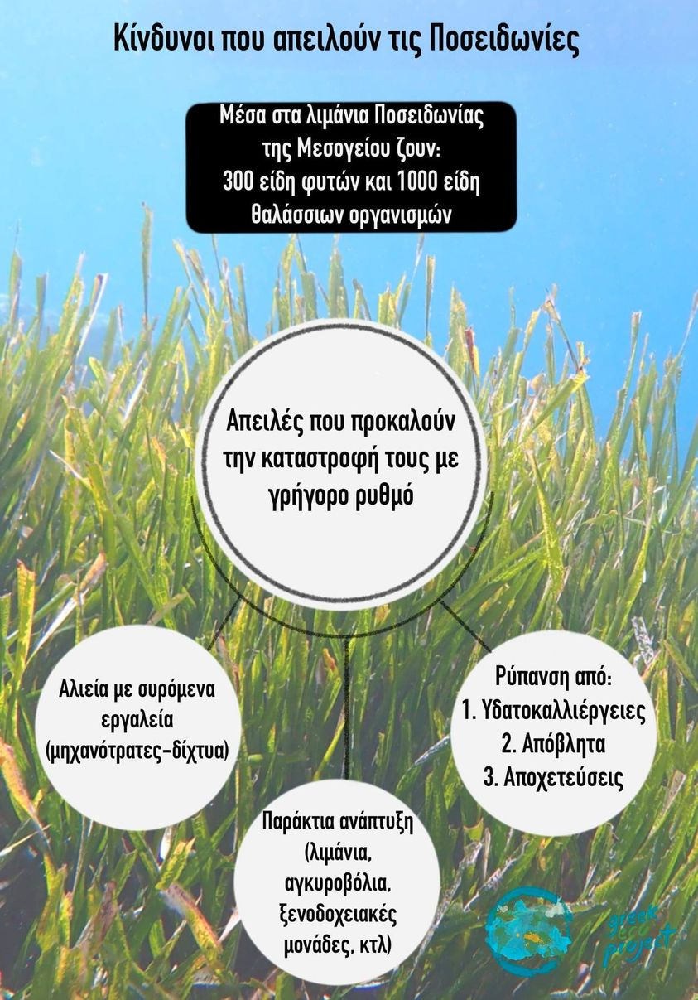 Κίνδυνοι που απειλούν τις Ποσειδωνίες
Μέσα στα λιμάνια Ποσειδωνίας
της Μεσογείου ζουν:
300 είδη φυτών και 1000 είδη
θαλάσσιων οργανισμών
Απειλές που προκαλούν
την καταστροφή τους με
γρήγορο ρυθμό
Αλιεία με συρόμενα
εργαλεία
(μηχανότρατες-δίχτυα)
Ρύπανση από:
1. Υδατοκαλλιέργειες
2. Απόβλητα
3. Αποχετεύσεις
Παράκτια ανάπτυξη
(λιμάνια,
αγκυροβόλια,
ξενοδοχειακές
μονάδες, κτλ)
greek
eco
project